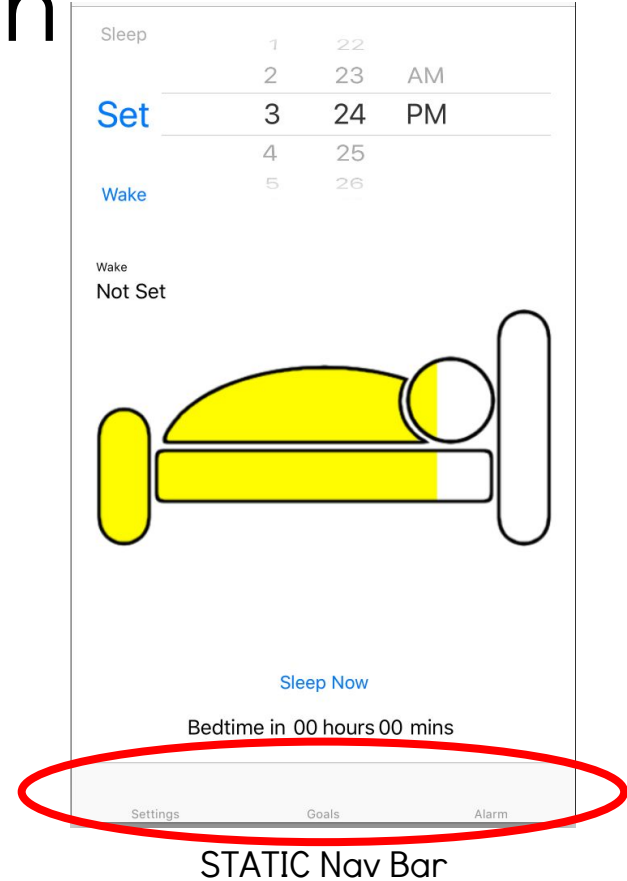 n
Sleep
1 22
2 23 AM
Set 3 24 PM
4 25
5 26
Wake
Wake
Not Set
Sleep Now
Bedtime in 00 hours 00 mins
Settings Goals Alarm
STATIC Nav Bar